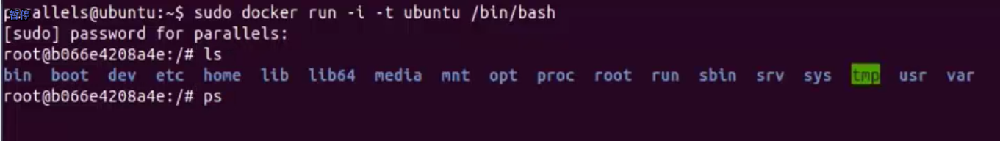 parallels@ubuntu:~$ sudo docker run -i -t ubuntu /bin/bash
暂停
[sudo] password for parallels:
root@b066e4208a4e:/# ls
bin boot dev etc home lib lib64 media mnt opt proc root run sbin srv sys tmp usr var
root@b066e4208a4e:/# ps